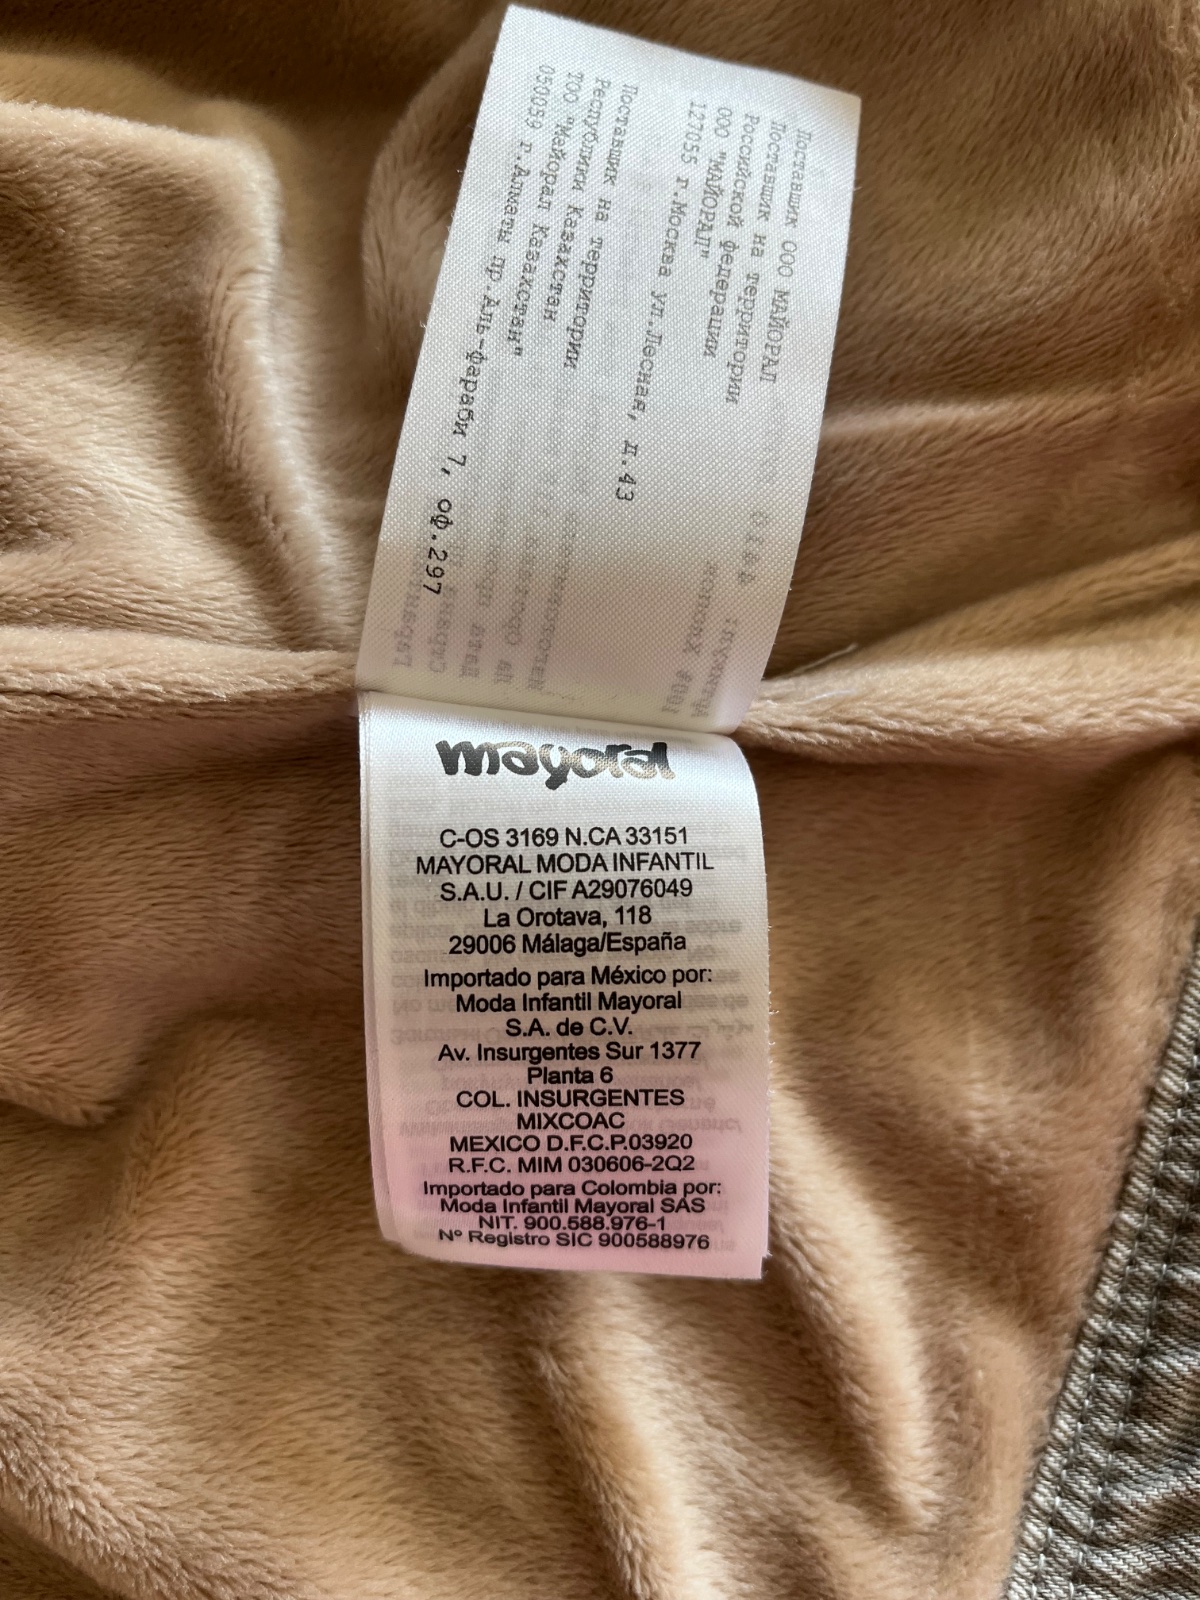 Поставщик ООО МАЙОРАЛ
Поставщик на территории
Российской федерации
ООО "МАЙОРАЛ"
127055 г.Москва ул.Лесная, д.43
Поставщик на территории
Республики Казахстан
ТОО "Майорал Казахстан"
050059 г.Алматы пр.Аль-фараби 7, оф.297
mayoral
C-OS 3169 N.CA 33151
MAYORAL MODA INFANTIL
S.A.U. / CIF A29076049
La Orotava, 118
29006 Málaga/España
Importado para México por:
Moda Infantil Mayoral
S.A. de C.V.
Av. Insurgentes Sur 1377
Planta 6
COL. INSURGENTES
MIXCOAC
MEXICO D.F.C.P.03920
R.F.C. MIM 030606-2Q2
Importado para Colombia por:
Moda Infantil Mayoral SAS
NIT. 900.588.976-1
Nº Registro SIC 900588976